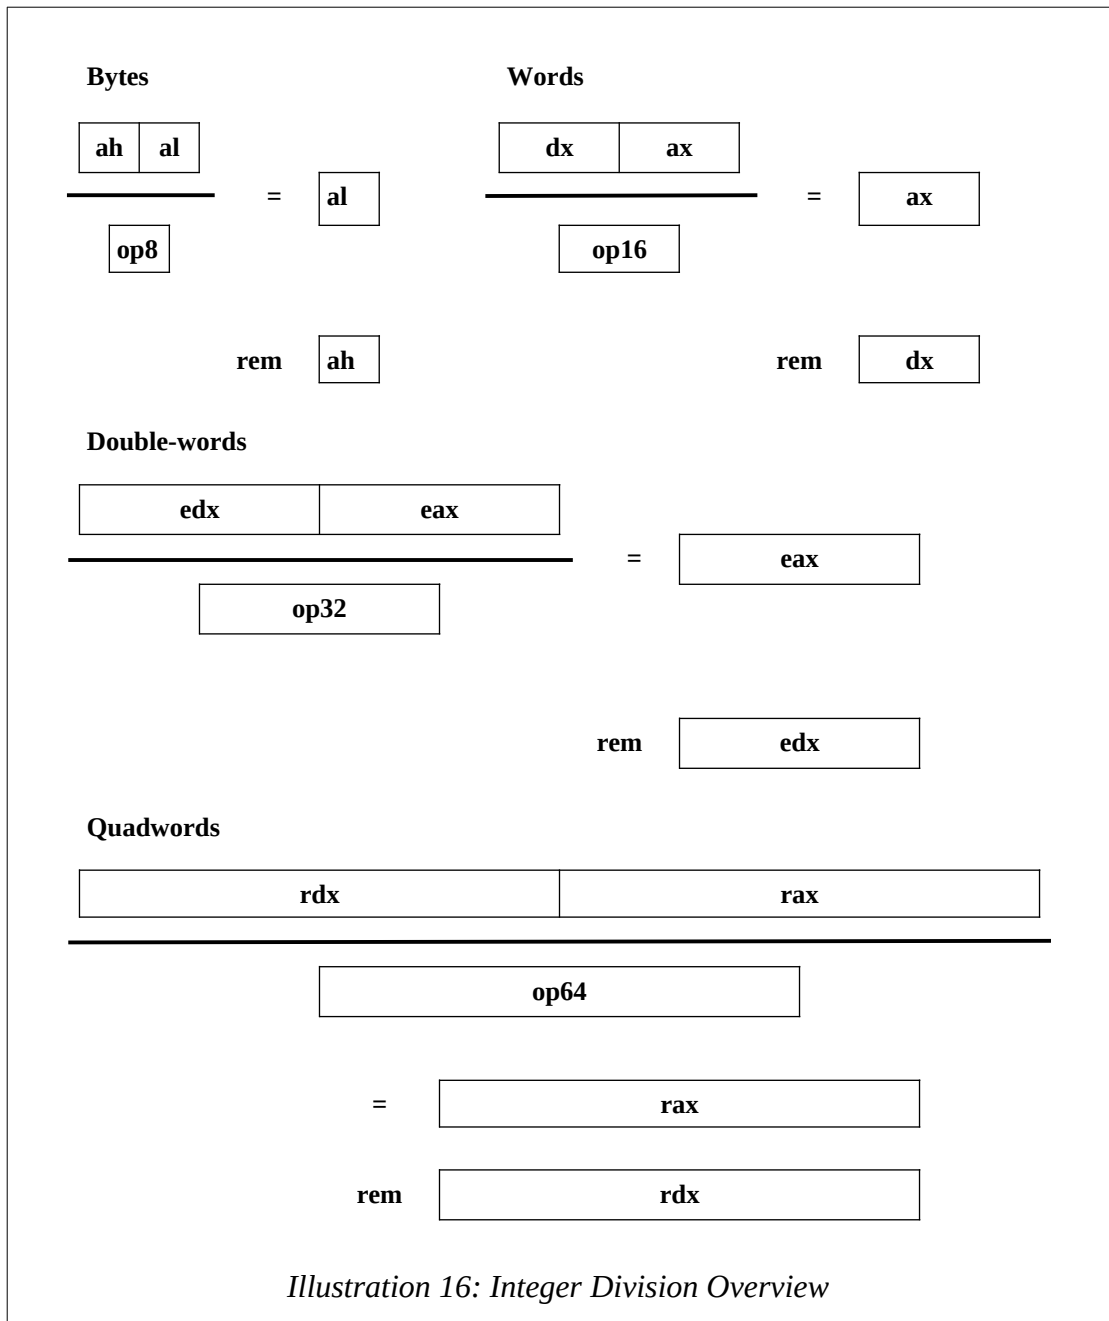 Bytes
Words
ah al
dx ax
= al
= ax
op8
op16
rem ah
rem dx
Double-words
edx eax
= eax
op32
rem edx
Quadwords
rdx rax
op64
= rax
rem rdx
Illustration 16: Integer Division Overview